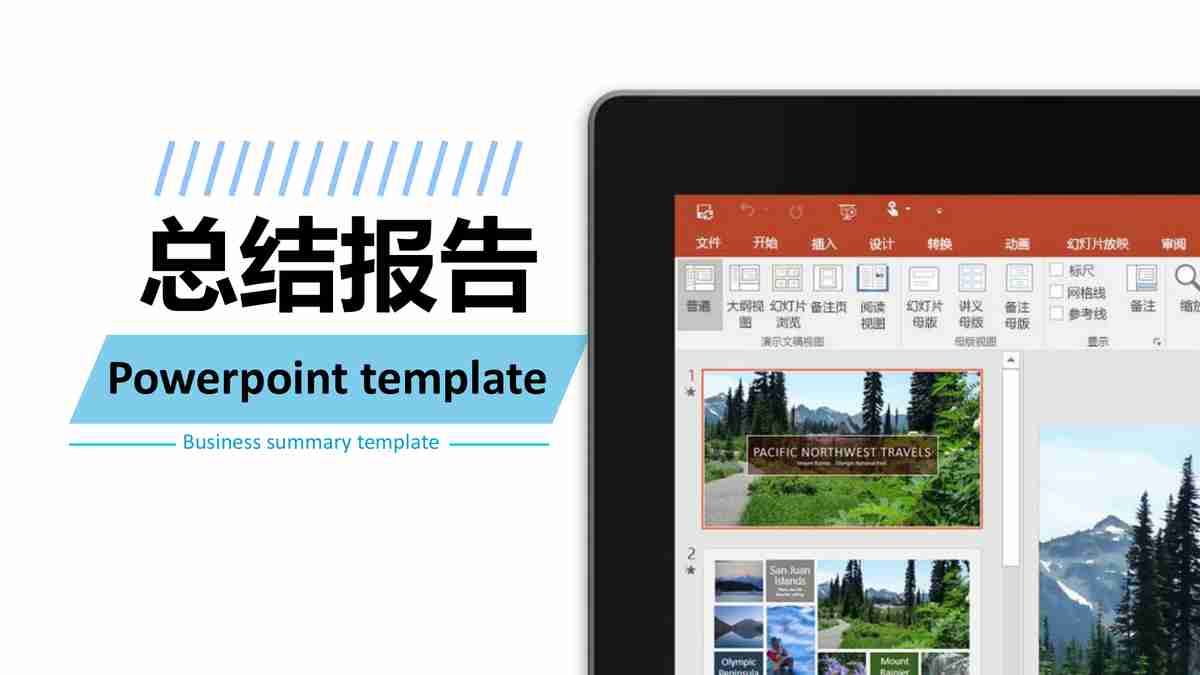 总结报告
Powerpoint template
Business summary template
文件 开始 插入 设计 转换 动画 幻灯片放映 审阅
普通 大纲视图 幻灯片浏览 备注页 阅读视图 幻灯片母版 讲义母版 备注母版
标尺
网格线
参考线
备注
演示文稿视图 母版视图 显示
1
PACIFIC NORTHWEST TRAVELS
2
San Juan
Islands
Olympic
Mount
Rainier